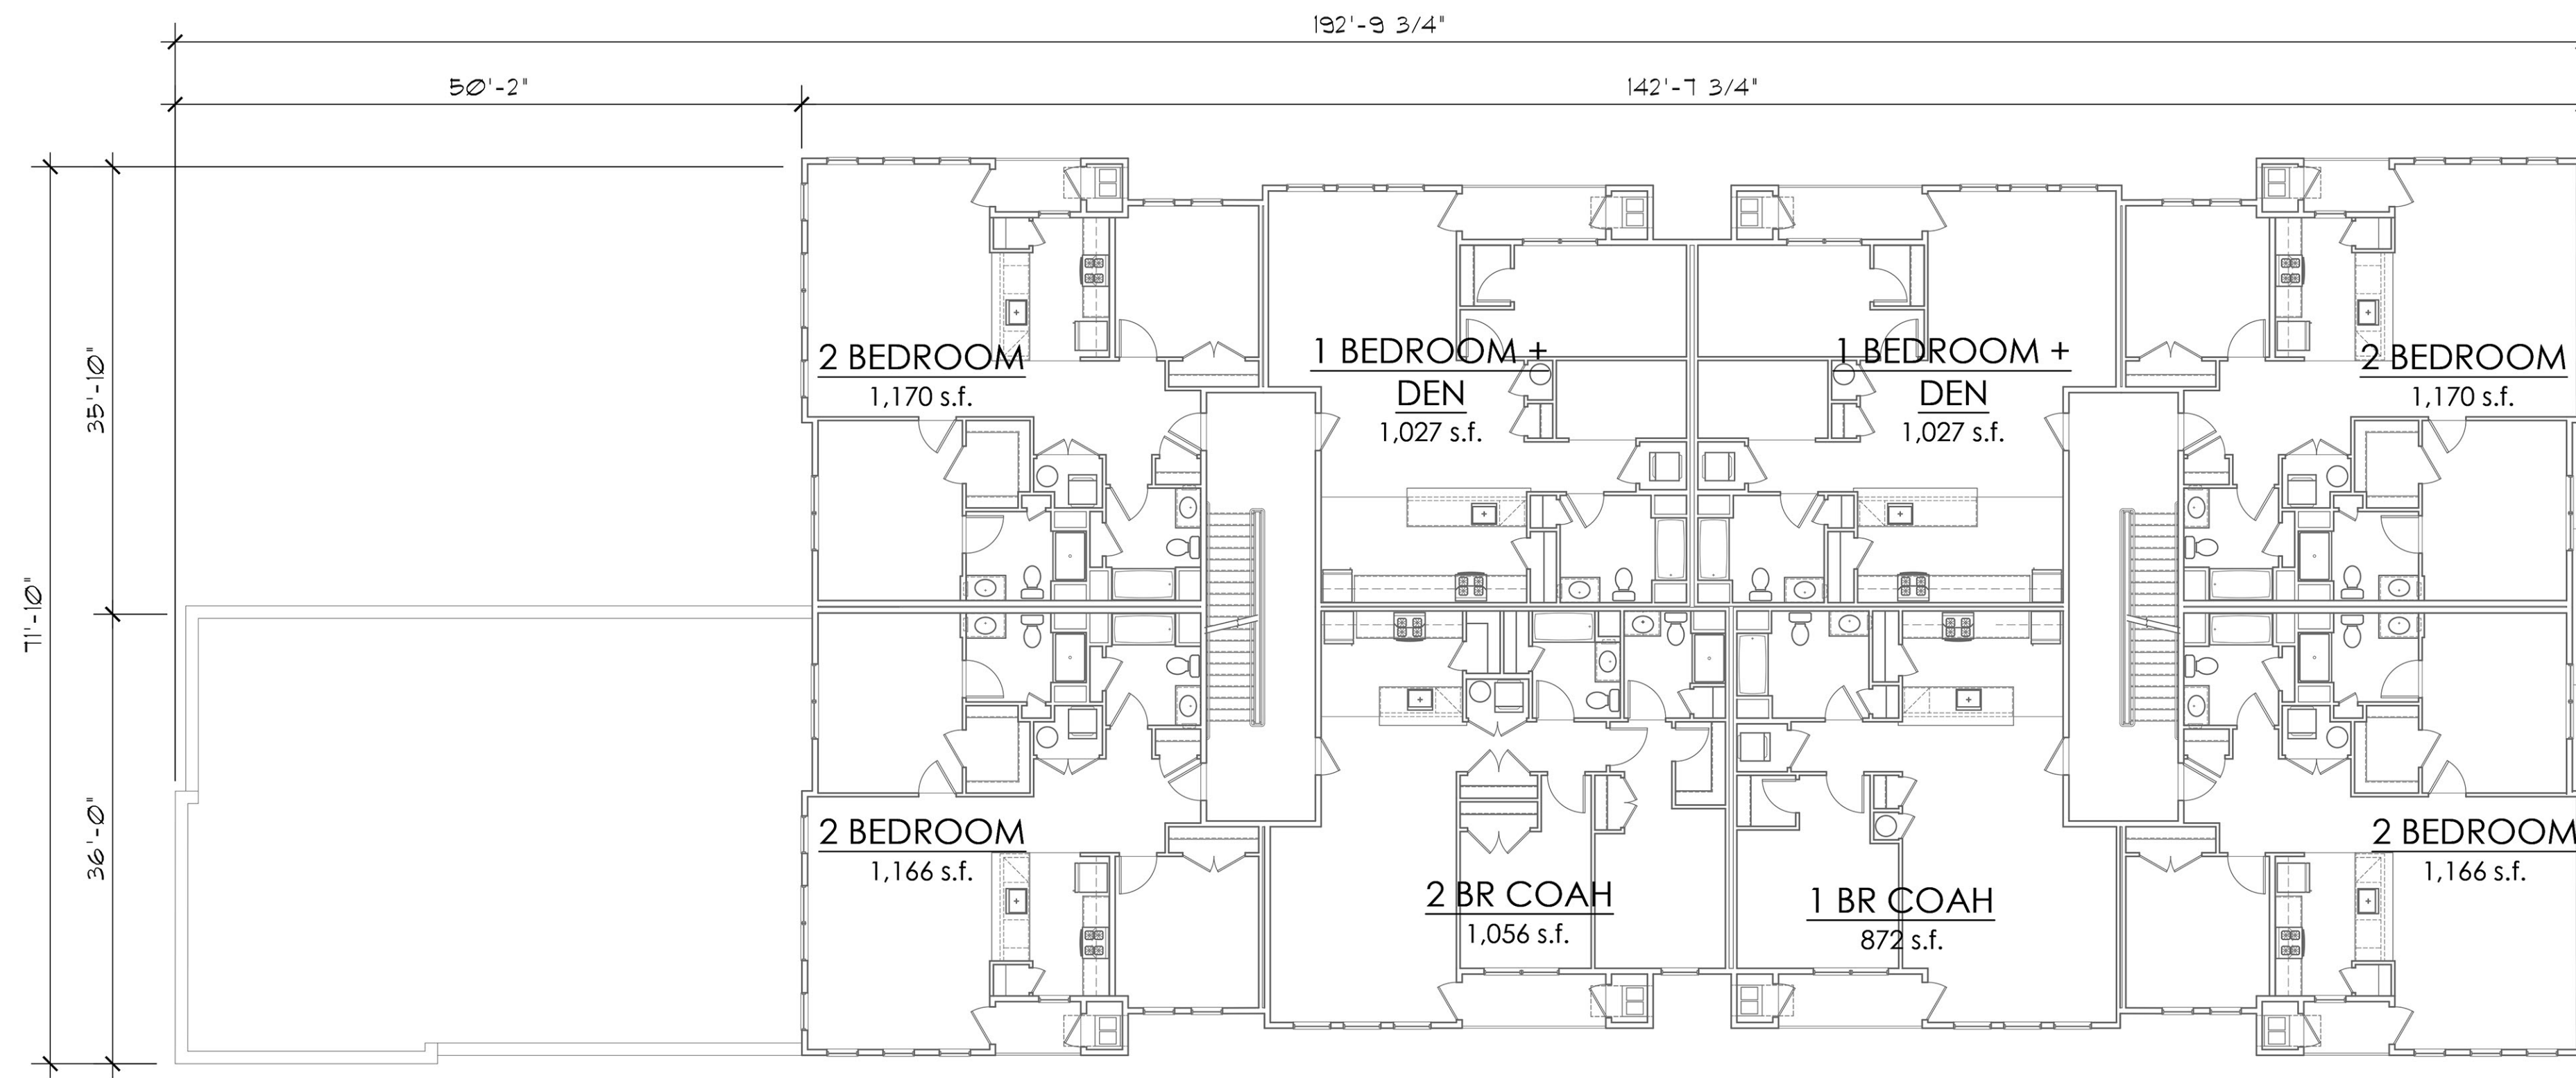 192'-9 3/4"
50'-2"
142'-7 3/4"
35'-10"
71'-10"
36'-0"
2 BEDROOM
1,170 s.f.
1 BEDROOM +
DEN
1,027 s.f.
1 BEDROOM +
DEN
1,027 s.f.
2 BEDROOM
1,170 s.f.
2 BEDROOM
1,166 s.f.
2 BR COAH
1,056 s.f.
1 BR COAH
872 s.f.
2 BEDROOM
1,166 s.f.